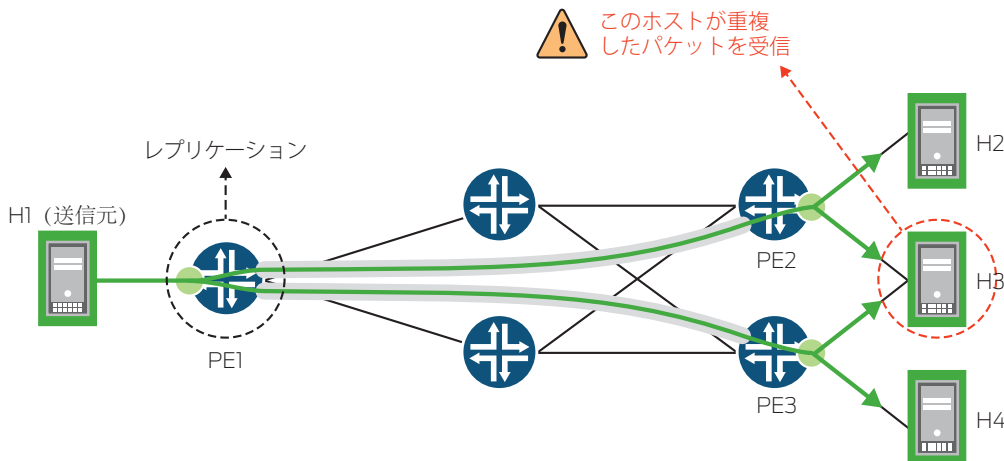 このホストが重複
したパケットを受信
レプリケーション
H1 (送信元)
PE1
PE2
PE3
H2
H3
H4